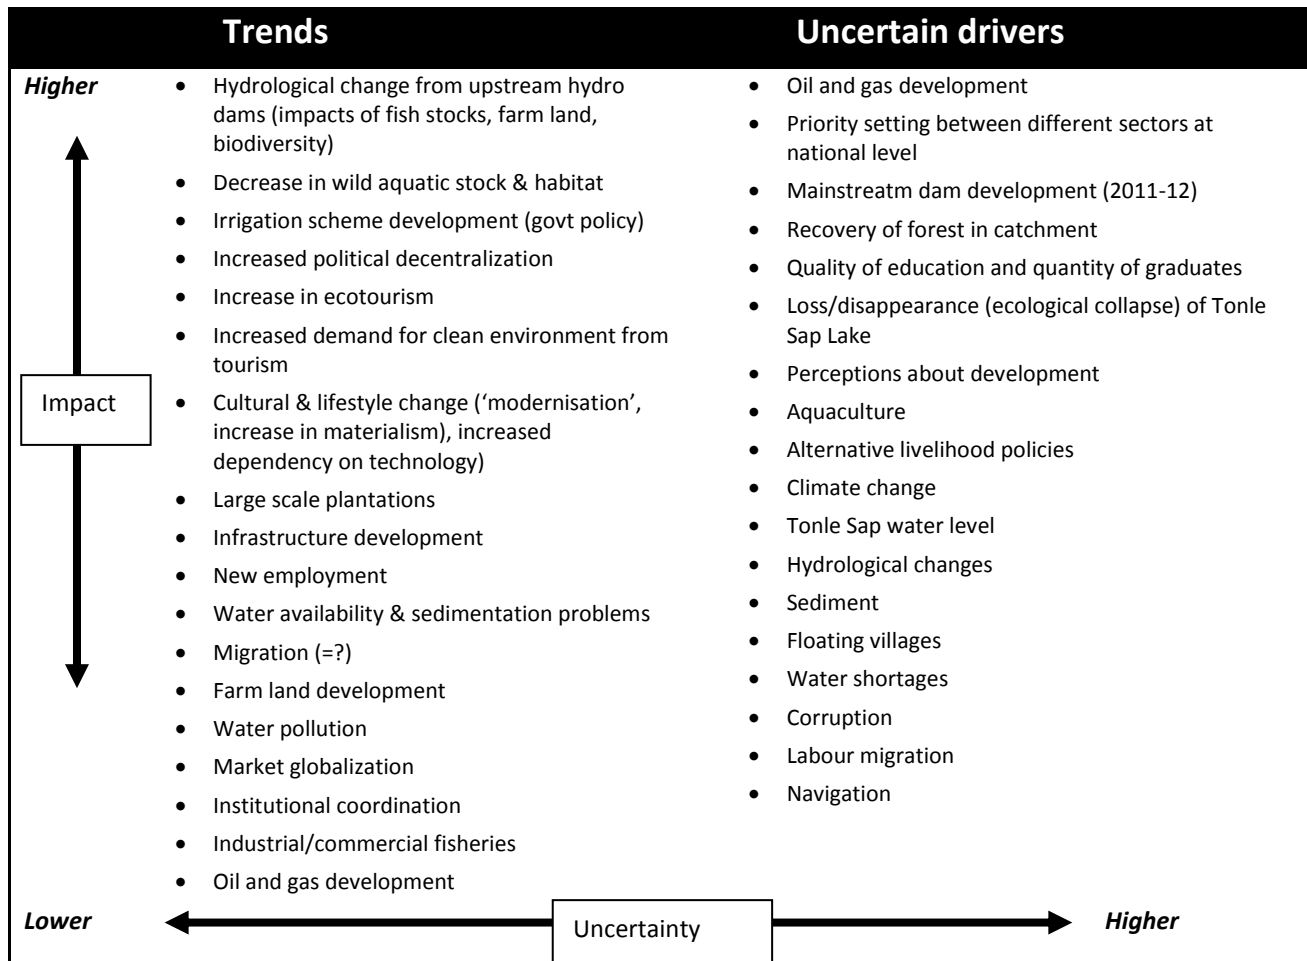 Trends
Uncertain drivers
Higher
• Hydrological change from upstream hydro
dams (impacts of fish stocks, farm land,
biodiversity)
• Decrease in wild aquatic stock & habitat
• Irrigation scheme development (govt policy)
• Increased political decentralization
• Increase in ecotourism
• Increased demand for clean environment from
tourism
• Cultural & lifestyle change (‘modernisation’,
increase in materialism), increased
dependency on technology)
• Large scale plantations
• Infrastructure development
• New employment
• Water availability & sedimentation problems
• Migration (=?)
• Farm land development
• Water pollution
• Market globalization
• Institutional coordination
• Industrial/commercial fisheries
• Oil and gas development
• Oil and gas development
• Priority setting between different sectors at
national level
• Mainstreatm dam development (2011-12)
• Recovery of forest in catchment
• Quality of education and quantity of graduates
• Loss/disappearance (ecological collapse) of Tonle
Sap Lake
• Perceptions about development
• Aquaculture
• Alternative livelihood policies
• Climate change
• Tonle Sap water level
• Hydrological changes
• Sediment
• Floating villages
• Water shortages
• Corruption
• Labour migration
• Navigation
Impact
Lower
Uncertainty
Higher